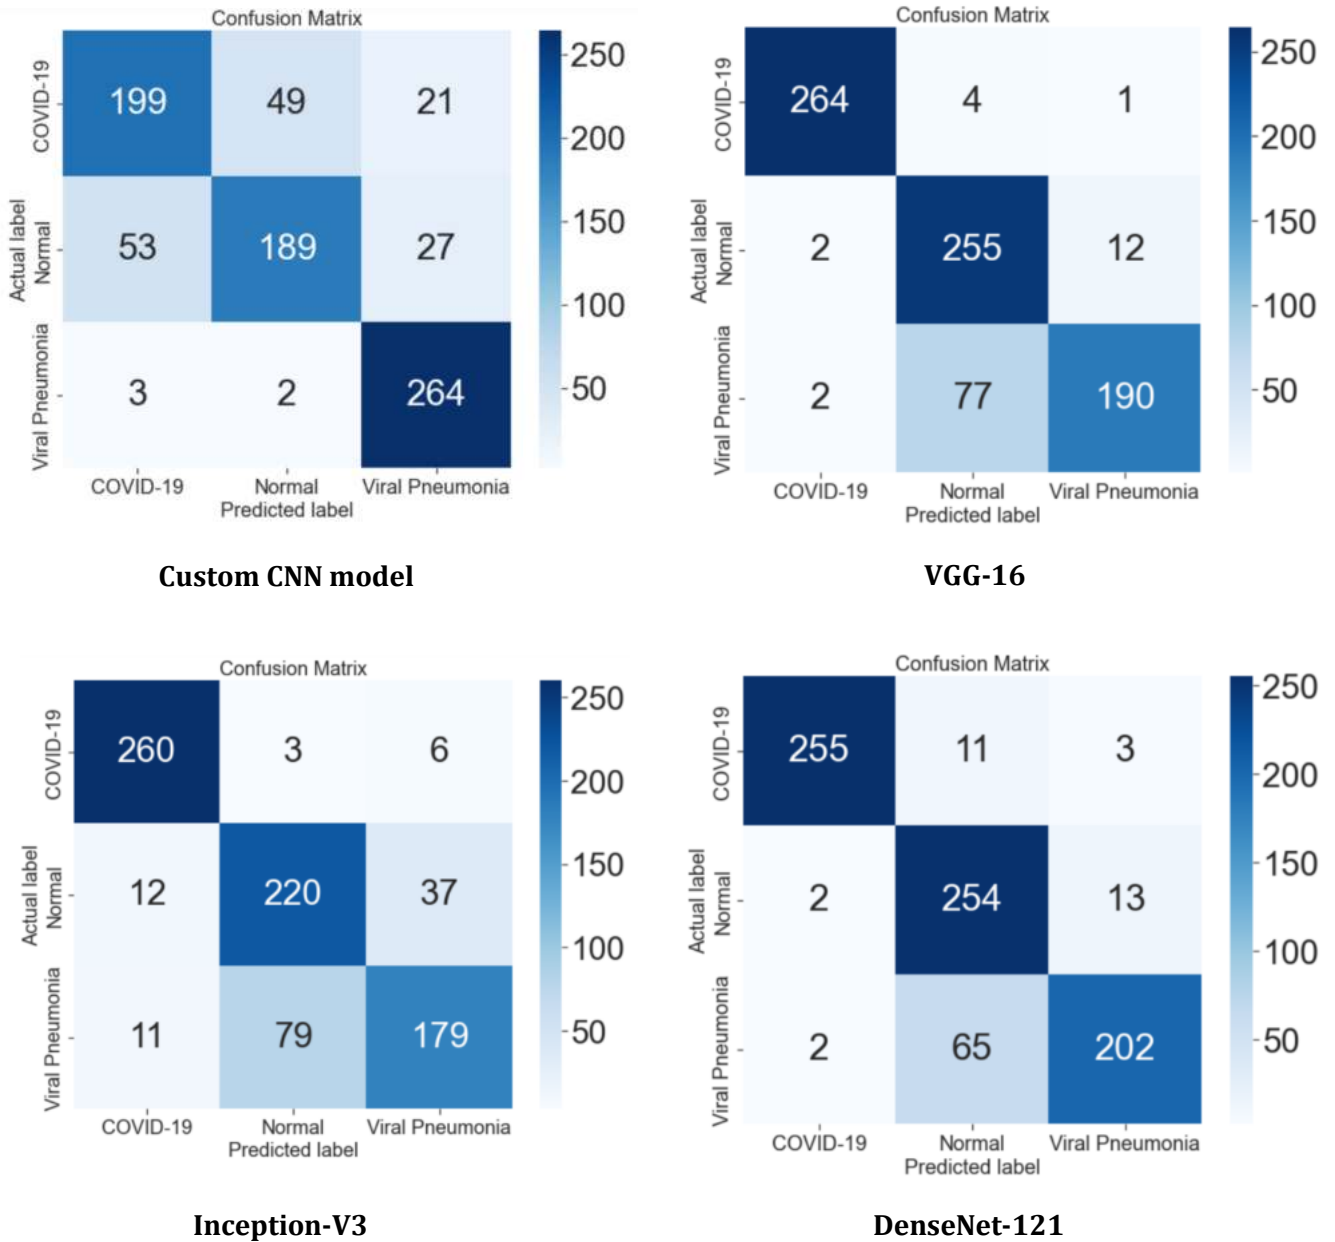 Confusion Matrix
COVID-19
199 49 21
Actual label
Normal
53 189 27
Viral Pneumonia
3 2 264
COVID-19 Normal Viral Pneumonia
Predicted label
250
200
150
100
50
Custom CNN model
Confusion Matrix
COVID-19
264 4 1
Actual label
Normal
2 255 12
Viral Pneumonia
2 77 190
COVID-19 Normal Viral Pneumonia
Predicted label
250
200
150
100
50
VGG-16
Confusion Matrix
COVID-19
260 3 6
Actual label
Normal
12 220 37
Viral Pneumonia
11 79 179
COVID-19 Normal Viral Pneumonia
Predicted label
250
200
150
100
50
Inception-V3
Confusion Matrix
COVID-19
255 11 3
Actual label
Normal
2 254 13
Viral Pneumonia
2 65 202
COVID-19 Normal Viral Pneumonia
Predicted label
250
200
150
100
50
DenseNet-121